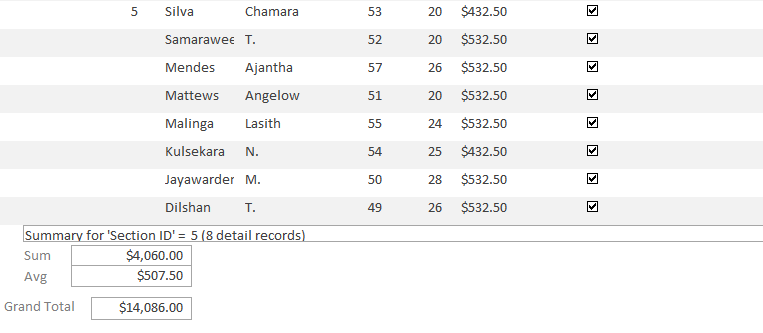 5 Silva Chamara 53 20 $432.50
Samarawee T. 52 20 $532.50
Mendes Ajantha 57 26 $532.50
Mattews Angelow 51 20 $532.50
Malinga Lasith 55 24 $532.50
Kulsekara N. 54 25 $432.50
Jayawarder M. 50 28 $532.50
Dilshan T. 49 26 $532.50
Summary for 'Section ID' = 5 (8 detail records)
Sum $4,060.00
Avg $507.50
Grand Total $14,086.00